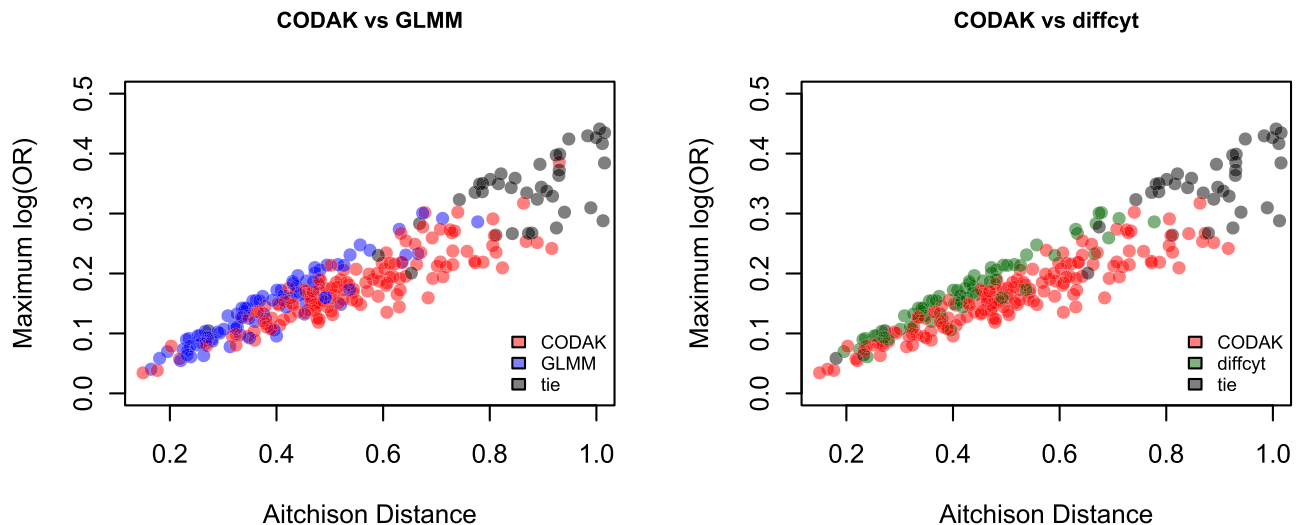 CODAK vs GLMM
Maximum log(OR)
0.5
0.4
0.3
0.2
0.1
0.0
CODAK
GLMM
tie
0.2 0.4 0.6 0.8 1.0
Aitchison Distance
CODAK vs diffcyt
Maximum log(OR)
0.5
0.4
0.3
0.2
0.1
0.0
CODAK
diffcyt
tie
0.2 0.4 0.6 0.8 1.0
Aitchison Distance